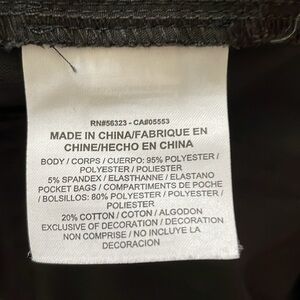 RN#56323 - CA#05553
MADE IN CHINA/FABRIQUE EN
CHINE/HECHO EN CHINA
BODY / CORPS / CUERPO: 95% POLYESTER /
POLYESTER / POLIESTER
5% SPANDEX / ELASTHANNE / ELASTANO
POCKET BAGS / COMPARTIMENTS DE POCHE
/ BOLSILLOS: 80% POLYESTER / POLYESTER /
POLIESTER
20% COTTON / COTON / ALGODON
EXCLUSIVE OF DECORATION / DECORATION
NON COMPRISE / NO INCLUYE LA
DECORACION